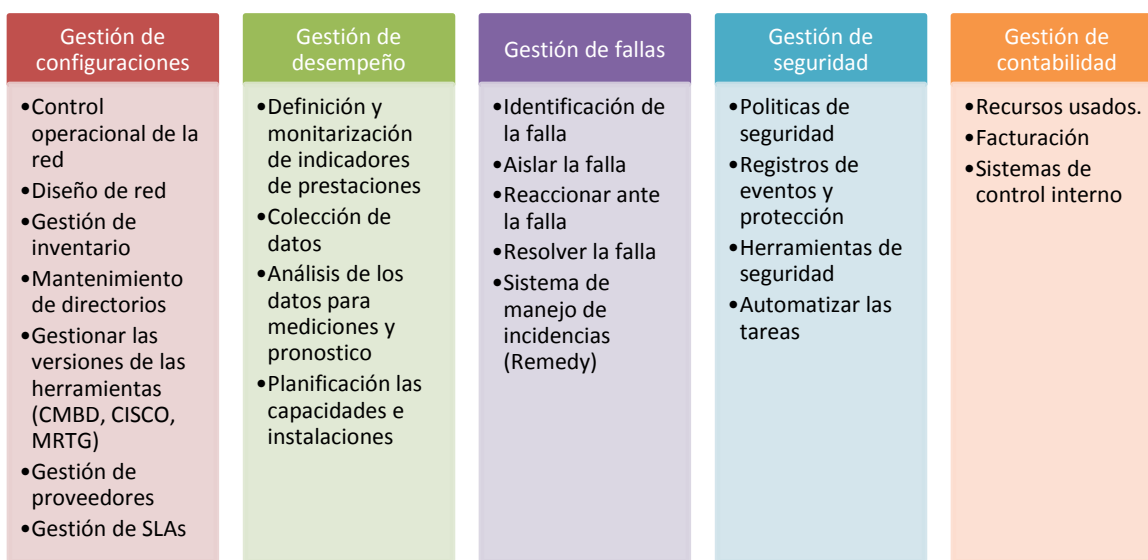 Gestión de
configuraciones
•Control
operacional de la
red
•Diseño de red
•Gestión de
inventario
•Mantenimiento
de directorios
•Gestionar las
versiones de las
herramientas
(CMBD, CISCO,
MRTG)
•Gestión de
proveedores
•Gestión de SLAs
Gestión de
desempeño
•Definición y
monitarización
de indicadores
de prestaciones
•Colección de
datos
•Análisis de los
datos para
mediciones y
pronostico
•Planificación las
capacidades e
instalaciones
Gestión de fallas
•Identificación de
la falla
•Aislar la falla
•Reaccionar ante
la falla
•Resolver la falla
•Sistema de
manejo de
incidencias
(Remedy)
Gestión de
seguridad
•Politicas de
seguridad
•Registros de
eventos y
protección
•Herramientas de
seguridad
•Automatizar las
tareas
Gestión de
contabilidad
•Recursos usados.
•Facturación
•Sistemas de
control interno